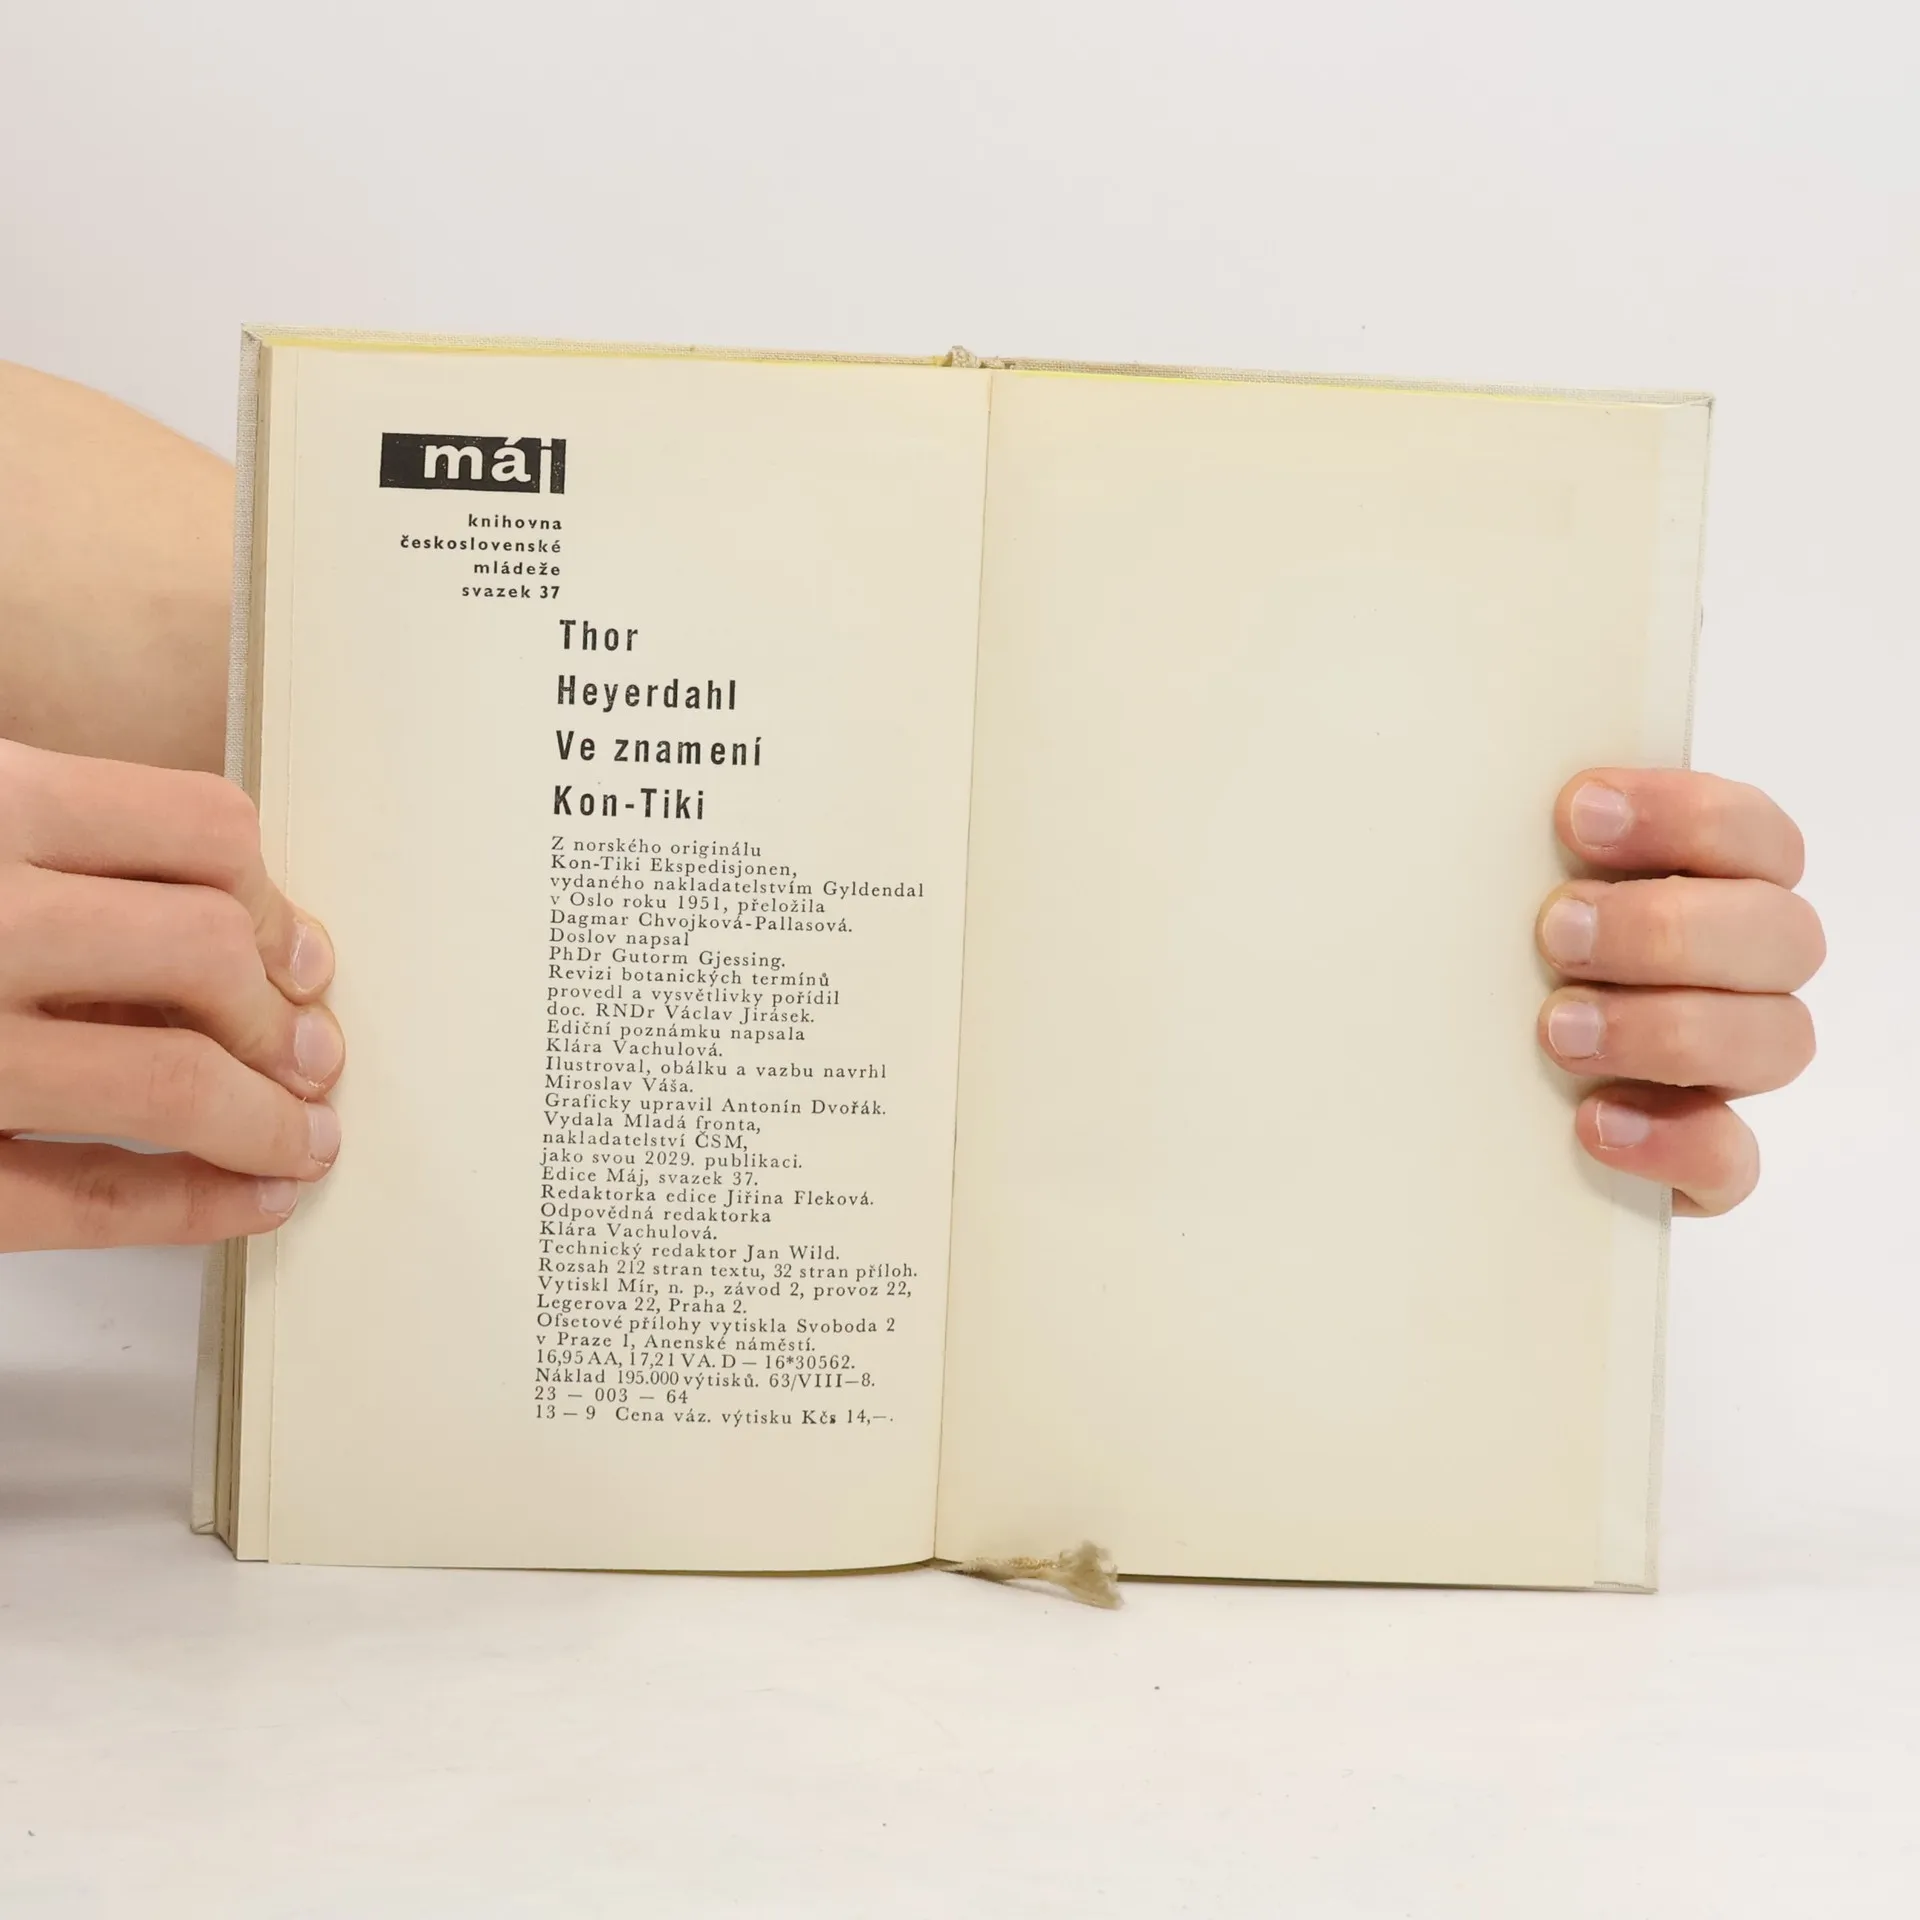 máj
knihovna
československé
mládeže
svazek 37
Thor
Heyerdahl
Ve znamení
Kon-Tiki
Z norského originálu
Kon-Tiki Ekspedisjonen,
vydaného nakladatelstvím Gyldendal
v Oslo roku 1951, přeložila
Dagmar Chvojková-Pallasová.
Doslov napsal
PhDr Gutorm Gjessing.
Revizi botanických termínů
provedl a vysvětlivky pořídil
doc. RNDr Václav Jirásek.
Ediční poznámku napsala
Klára Vachulová.
Ilustroval, obálku a vazbu navrhl
Miroslav Váša.
Graficky upravil Antonín Dvořák.
Vydala Mladá fronta,
nakladatelství ČSM,
jako svou 2029. publikaci.
Edice Máj, svazek 37.
Redaktorka edice Jiřina Fleková.
Odpovědná redaktorka
Klára Vachulová.
Technický redaktor Jan Wild.
Rozsah 212 stran textu, 32 stran příloh.
Vytiskl Mír, n. p., závod 2, provoz 22,
Legerova 22, Praha 2.
Ofsetové přílohy vytiskla Svoboda 2
v Praze 1, Anenské náměstí.
16,95 AA, 17,21 VA. D — 16*30562.
Náklad 195.000 výtisků. 63/VIII—8.
23 — 003 — 64
13 — 9 Cena váz. výtisku Kčs 14,—.